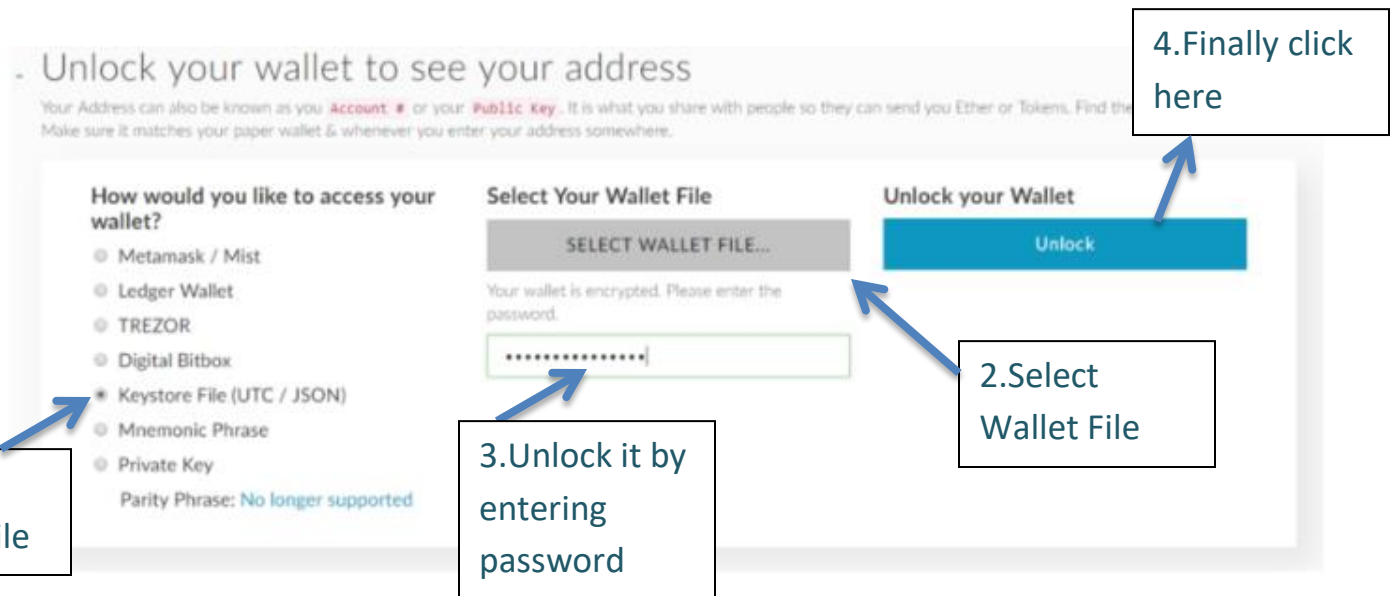 Unlock your wallet to see your address
Your Address can also be known as you Account # or your Public Key. It is what you share with people so they can send you Ether or Tokens. Find the
Make sure it matches your paper wallet & whenever you enter your address somewhere.
4.Finally click
here
How would you like to access your
wallet?
Metamask / Mist
Ledger Wallet
TREZOR
Digital Bitbox
Keystore File (UTC / JSON)
Mnemonic Phrase
Private Key
Parity Phrase: No longer supported
ile
Select Your Wallet File
SELECT WALLET FILE...
Your wallet is encrypted. Please enter the
password.
3.Unlock it by
entering
password
Unlock your Wallet
Unlock
2.Select
Wallet File